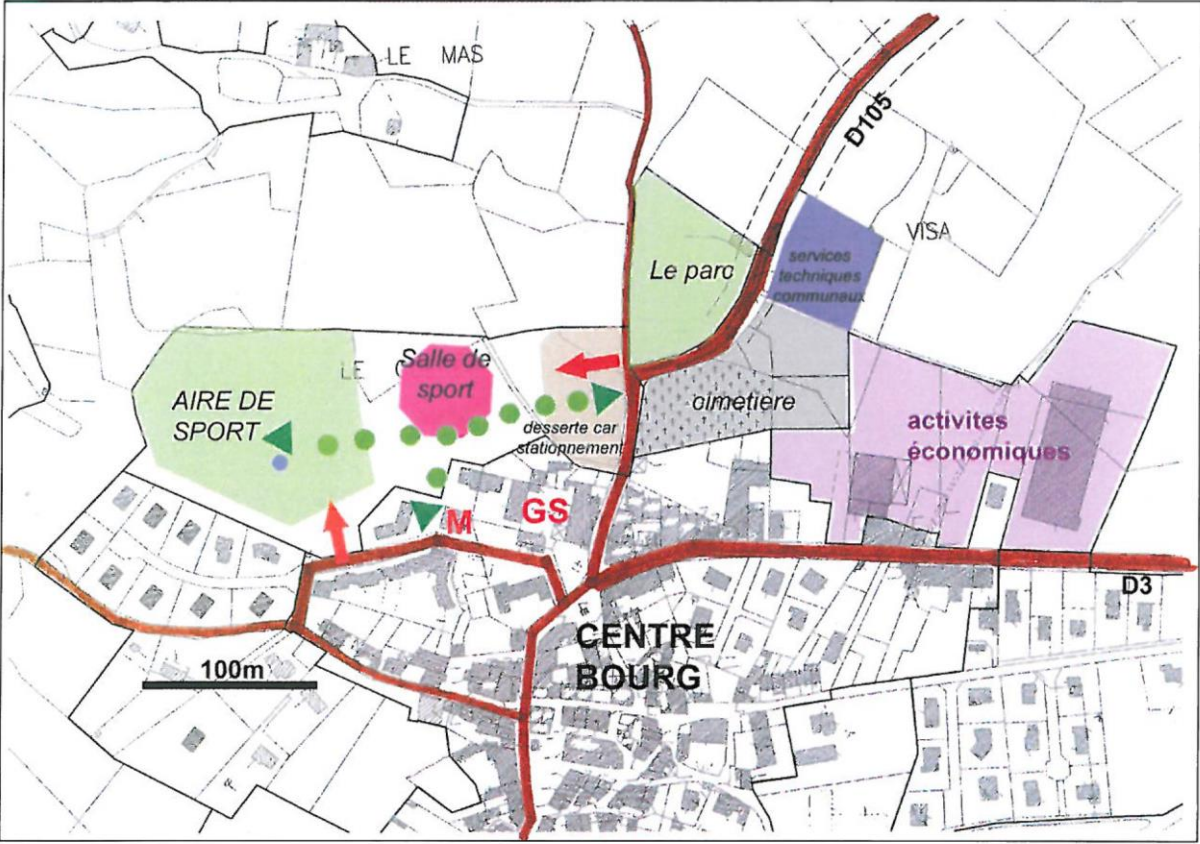 LE MAS
D105
VISA
Le parc
services
techniques
communaux
LE
Salle de
sport
AIRE DE
SPORT
cimetière
desserte car
stationnement
activites
économiques
GS
M
D3
CENTRE
BOURG
100m